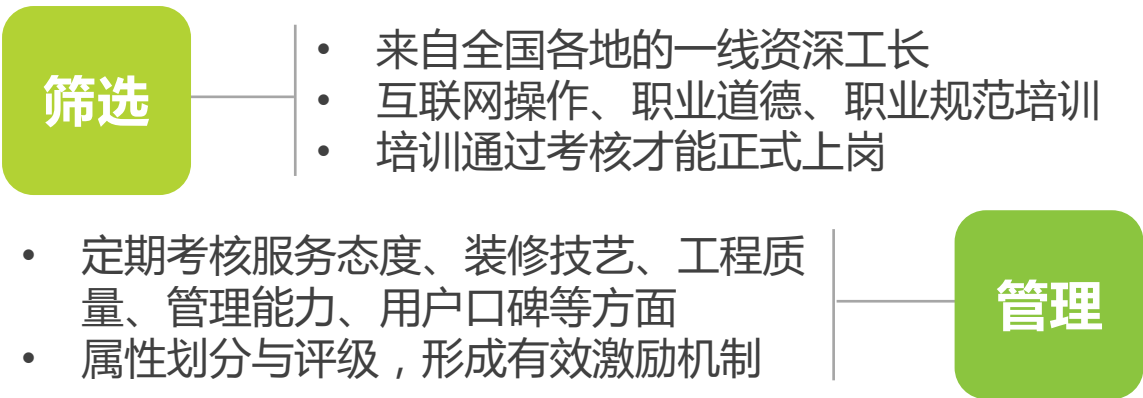 筛选
• 来自全国各地的一线资深工长
• 互联网操作、职业道德、职业规范培训
• 培训通过考核才能正式上岗
• 定期考核服务态度、装修技艺、工程质
量、管理能力、用户口碑等方面
• 属性划分与评级，形成有效激励机制
管理